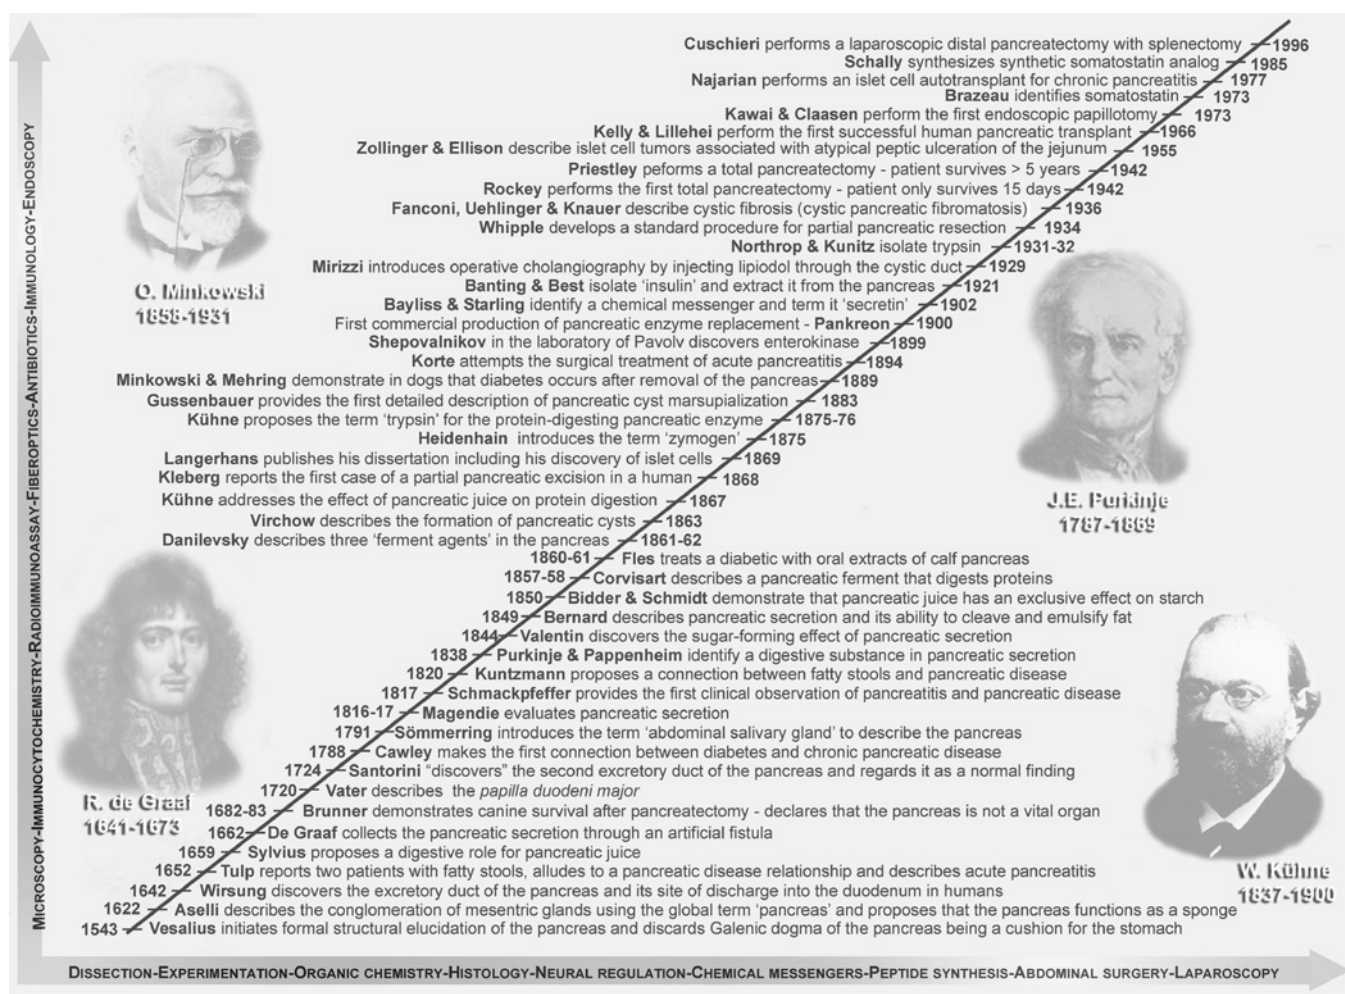 Cuschieri performs a laparoscopic distal pancreatectomy with splenectomy 1996
Schally synthesizes synthetic somatostatin analog 1985
Najarian performs an islet cell autotransplant for chronic pancreatitis 1977
Brazeau identifies somatostatin 1973
Kawai & Claasen perform the first endoscopic papillotomy 1973
Kelly & Lillehei perform the first successful human pancreatic transplant 1966
Zollinger & Ellison describe islet cell tumors associated with atypical peptic ulceration of the jejunum 1955
Priestley peforms a total pancreatectomy - patient survives > 5 years 1942
Rockey performs the first total pancreatectomy - patient only survives 15 days 1942
Fanconi, Uehlinger & Knauer describe cystic fibrosis (cystic pancreatic fibromatosis) 1936
Whipple develops a standard procedure for partial pancreatic resection 1934
Northrop & Kunitz isolate trypsin 1931-32
Mirizzi introduces operative cholangiography by injecting lipiodol through the cystic duct 1929
Banting & Best isolate ‘insulin’ and extract it from the pancreas 1921
Bayliss & Starling identify a chemical messenger and term it ‘secretin’ 1902
First commercial production of pancreatic enzyme replacement - Pankreon 1900
Shepovalnikov in the laboratory of Pavolv discovers enterokinase 1899
Korte attempts the surgical treatment of acute pancreatitis 1894
Minkowski & Mehring demonstrate in dogs that diabetes occurs after removal of the pancreas 1889
Gussenbauer provides the first detailed description of pancreatic cyst marsupialization 1883
Kühne proposes the term ‘trypsin’ for the protein-digesting pancreatic enzyme 1875-76
Heidenhain introduces the term ‘zymogen’ 1875
Langerhans publishes his dissertation including his discovery of islet cells 1869
Kleberg reports the first case of a partial pancreatic excision in a human 1868
Kühne addresses the effect of pancreatic juice on protein digestion 1867
Virchow describes the formation of pancreatic cysts 1863
Danilevsky describes three ‘ferment agents’ in the pancreas 1861-62
1860-61 Fles treats a diabetic with oral extracts of calf pancreas
1857-58 Corvisart describes a pancreatic ferment that digests proteins
1850 Bidder & Schmidt demonstrate that pancreatic juice has an exclusive effect on starch
1849 Bernard describes pancreatic secretion and its ability to cleave and emulsify fat
1844 Valentin discovers the sugar-forming effect of pancreatic secretion
1838 Purkinje & Pappenheim identify a digestive substance in pancreatic secretion
1820 Kuntzmann proposes a connection between fatty stools and pancreatic disease
1817 Schmackpfeffer provides the first clinical observation of pancreatitis and pancreatic disease
1816-17 Magendie evaluates pancreatic secretion
1791 Sömmerring introduces the term ‘abdominal salivary gland’ to describe the pancreas
1788 Cawley makes the first connection between diabetes and chronic pancreatic disease
1724 Santorini “discovers” the second excretory duct of the pancreas and regards it as a normal finding
1720 Vater describes the papilla duodeni major
1682-83 Brunner demonstrates canine survival after pancreatectomy - declares that the pancreas is not a vital organ
1662 De Graaf collects the pancreatic secretion through an artificial fistula
1659 Sylvius proposes a digestive role for pancreatic juice
1652 Tulp reports two patients with fatty stools, alludes to a pancreatic disease relationship and describes acute pancreatitis
1642 Wirsung discovers the excretory duct of the pancreas and its site of discharge into the duodenum in humans
1622 Aselli describes the conglomeration of mesentric glands using the global term ‘pancreas’ and proposes that the pancreas functions as a sponge
1543 Vesalius initiates formal structural elucidation of the pancreas and discards Galenic dogma of the pancreas being a cushion for the stomach
O. Minkowski
1858-1931
J.E. Purkinje
1787-1869
R. de Graaf
1641-1673
W. Kühne
1837-1900
MICROSCOPY-IMMUNOCYTOCHEMISTRY-RADIOIMMUNOASSAY-FIBEROPTICS-ANTIBIOTICS-IMMUNOLOGY-ENDOSCOPY
DISSECTION-EXPERIMENTATION-ORGANIC CHEMISTRY-HISTOLOGY-NEURAL REGULATION-CHEMICAL MESSENGERS-PEPTIDE SYNTHESIS-ABDOMINAL SURGERY-LAPAROSCOPY